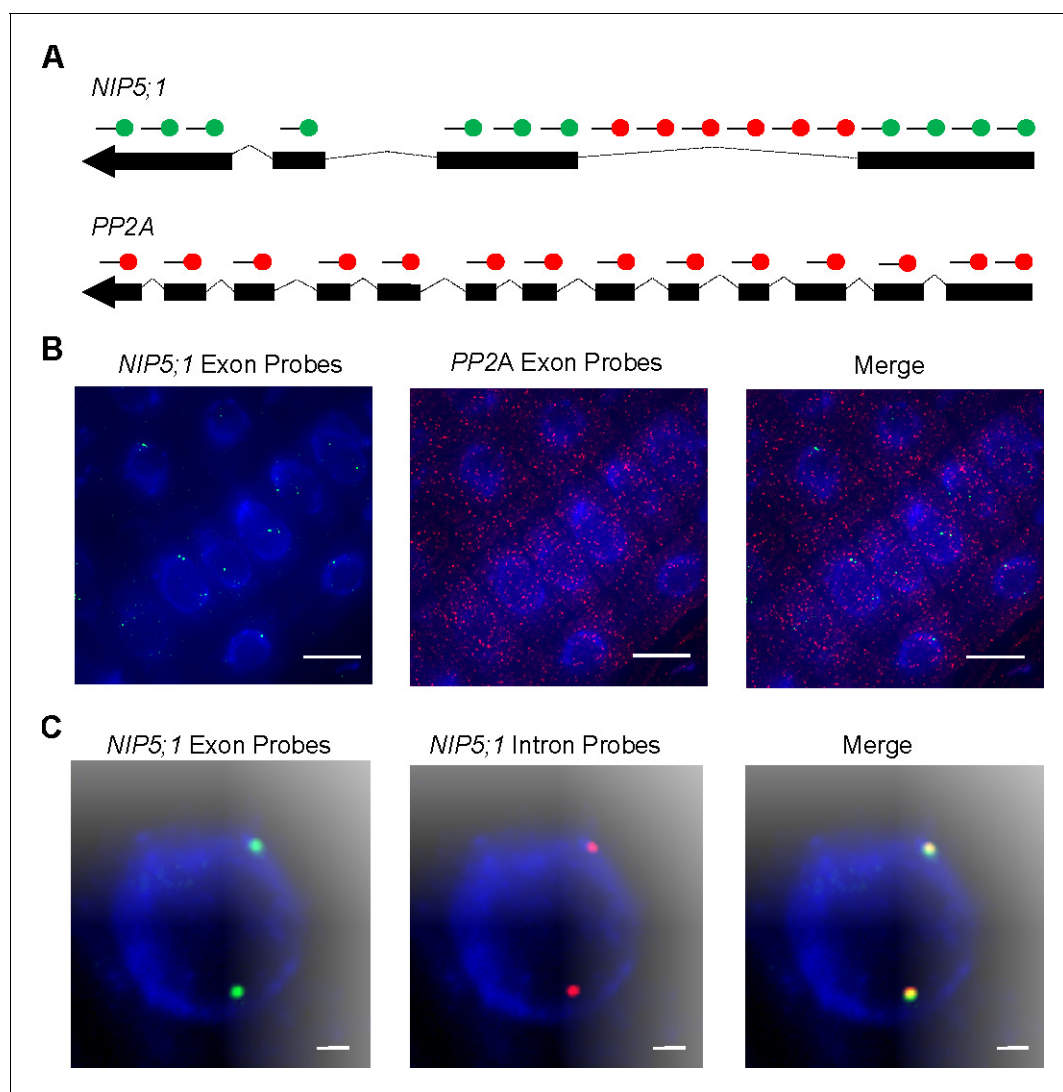 A
NIP5;1
PP2A
B
NIP5;1 Exon Probes
PP2A Exon Probes
Merge
C
NIP5;1 Exon Probes
NIP5;1 Intron Probes
Merge